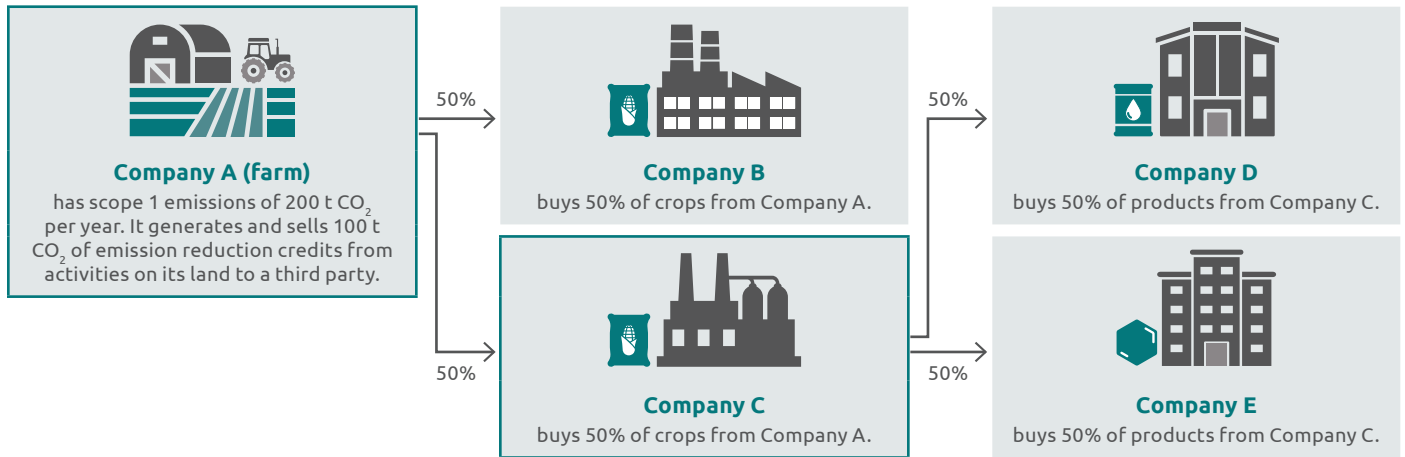 Company A (farm)
has scope 1 emissions of 200 t CO₂
per year. It generates and sells 100 t
CO₂ of emission reduction credits from
activities on its land to a third party.
50%
Company B
buys 50% of crops from Company A.
50%
Company C
buys 50% of crops from Company A.
50%
Company D
buys 50% of products from Company C.
50%
Company E
buys 50% of products from Company C.